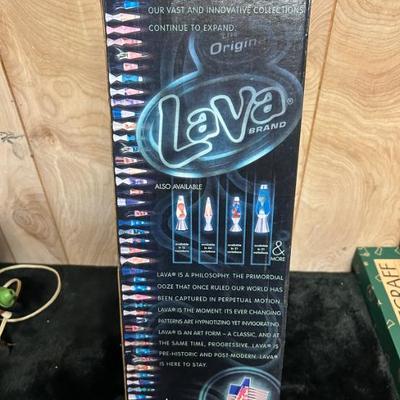 OUR VAST AND INNOVATIVE COLLECTIONS
CONTINUE TO EXPAND.
The
Original
LAVA®
BRAND
ALSO AVAILABLE
&
MORE
LAVA® IS A PHILOSOPHY. THE PRIMORDIAL
OOZE THAT ONCE RULED OUR WORLD HAS
BEEN CAPTURED IN PERPETUAL MOTION.
LAVA® IS THE MOMENT. ITS EVER CHANGING
PATTERNS ARE HYPNOTIZING YET INVIGORATING.
LAVA® IS AN ART FORM – A CLASSIC, AND AT
THE SAME TIME, PROGRESSIVE. LAVA® IS
PRE-HISTORIC AND POST-MODERN. LAVA®
IS HERE TO STAY.
CRAFT